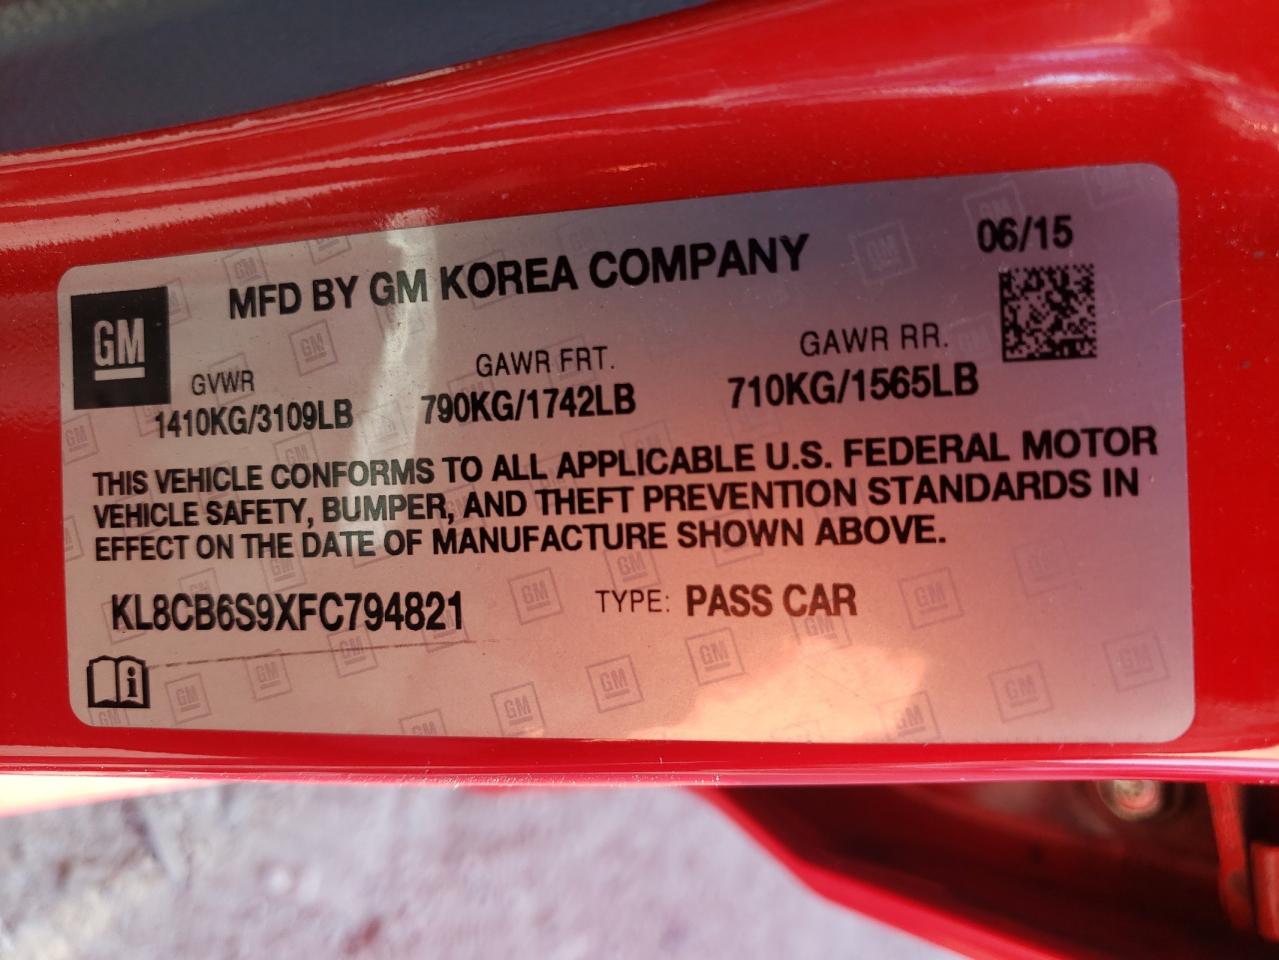 06/15
MFD BY GM KOREA COMPANY
GM
GVWR GAWR FRT. GAWR RR.
1410KG/3109LB 790KG/1742LB 710KG/1565LB
THIS VEHICLE CONFORMS TO ALL APPLICABLE U.S. FEDERAL MOTOR
VEHICLE SAFETY, BUMPER, AND THEFT PREVENTION STANDARDS IN
EFFECT ON THE DATE OF MANUFACTURE SHOWN ABOVE.
KL8CB6S9XFC794821 TYPE: PASS CAR